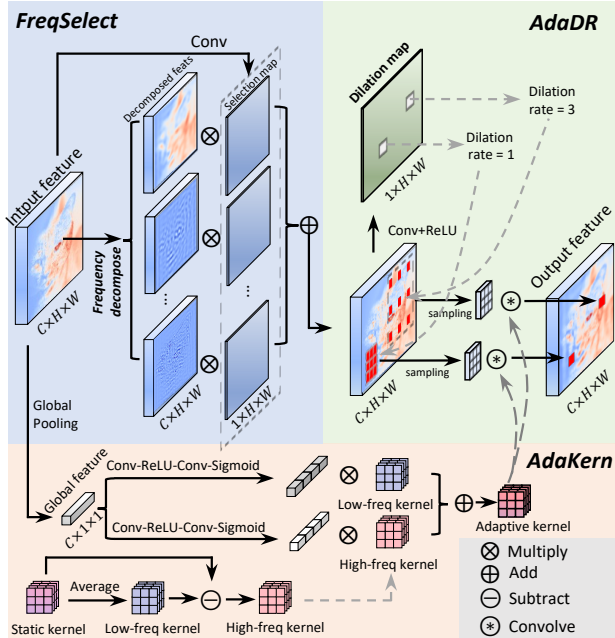 FreqSelect
AdaDR
Conv
Decomposed feats
Selection map
Dilation map
Dilation
rate = 3
Dilation
rate = 1
1×H×W
Intput feature
Frequency
decompose
C×H×W
...
...
C×H×W
1×H×W
Conv+ReLU
Output feature
sampling
sampling
C×H×W
C×H×W
Global
Pooling
AdaKern
Global feature
C×1×1
Conv-ReLU-Conv-Sigmoid
Low-freq kernel
Conv-ReLU-Conv-Sigmoid
High-freq kernel
Adaptive kernel
Average
Static kernel
Low-freq kernel
High-freq kernel
Multiply
Add
Subtract
Convolve